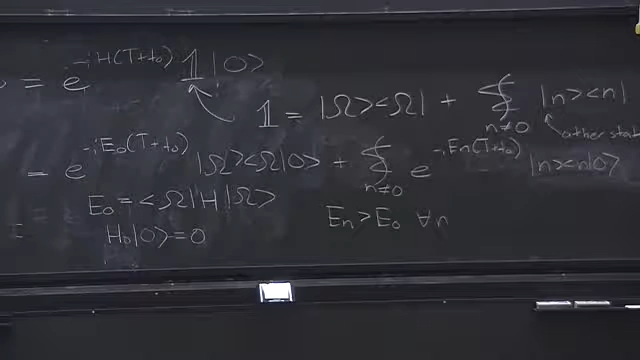 = e^{-iH(T+t₀)} 𝟙|0>
𝟙 = |Ω><Ω| + ∑∫_{n≠0} |n><n|
other stat
= e^{-iE₀(T+t₀)} |Ω><Ω|0> + ∑∫_{n≠0} e^{-iEₙ(T+t₀)} |n><n|0>
E₀ = <Ω|H|Ω>
Eₙ > E₀ ∀n
H₀|0> = 0